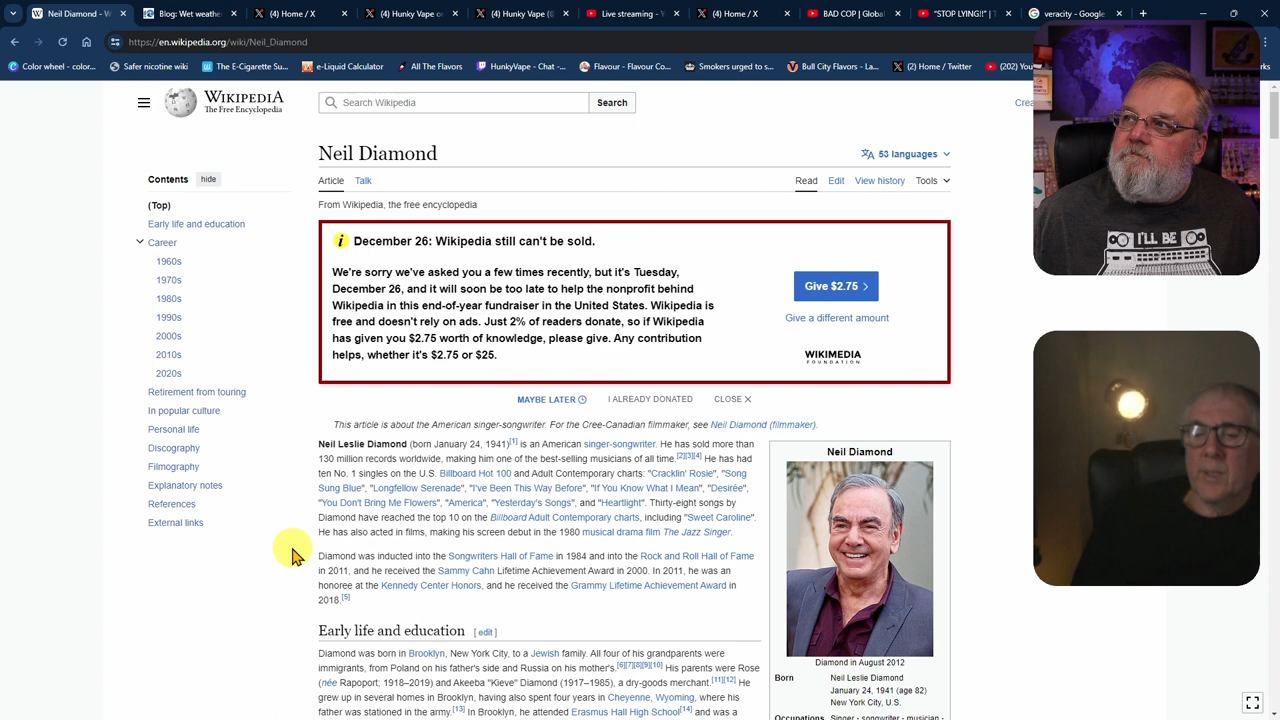 Neil Diamond - W
Blog: Wet weather
(4) Home / X
(4) Hunky Vape o
(4) Hunky Vape (@
Live streaming - Y
(4) Home / X
BAD COP | Global
"STOP LYING!!" | T
veracity - Google
https://en.wikipedia.org/wiki/Neil_Diamond
Color wheel - color...
Safer nicotine wiki
The E-Cigarette Su...
e-Liquid Calculator
All The Flavors
HunkyVape - Chat -...
Flavour - Flavour Co...
Smokers urged to s...
Bull City Flavors - La...
(2) Home / Twitter
(202) You
WIKIPEDIA
The Free Encyclopedia
Search Wikipedia
Search
Crea
Neil Diamond
53 languages
Contents hide
Article Talk
Read Edit View history Tools
(Top)
Early life and education
Career
1960s
1970s
1980s
1990s
2000s
2010s
2020s
Retirement from touring
In popular culture
Personal life
Discography
Filmography
Explanatory notes
References
External links
From Wikipedia, the free encyclopedia
December 26: Wikipedia still can't be sold.
We're sorry we've asked you a few times recently, but it's Tuesday,
December 26, and it will soon be too late to help the nonprofit behind
Wikipedia in this end-of-year fundraiser in the United States. Wikipedia is
free and doesn't rely on ads. Just 2% of readers donate, so if Wikipedia
has given you $2.75 worth of knowledge, please give. Any contribution
helps, whether it's $2.75 or $25.
Give $2.75
Give a different amount
WIKIMEDIA
FOUNDATION
MAYBE LATER
I ALREADY DONATED
CLOSE
This article is about the American singer-songwriter. For the Cree-Canadian filmmaker, see Neil Diamond (filmmaker).
Neil Leslie Diamond (born January 24, 1941)[1] is an American singer-songwriter. He has sold more than
130 million records worldwide, making him one of the best-selling musicians of all time.[2][3][4] He has had
ten No. 1 singles on the U.S. Billboard Hot 100 and Adult Contemporary charts: "Cracklin' Rosie", "Song
Sung Blue", "Longfellow Serenade", "I've Been This Way Before", "If You Know What I Mean", "Desirée",
"You Don't Bring Me Flowers", "America", "Yesterday's Songs", and "Heartlight". Thirty-eight songs by
Diamond have reached the top 10 on the Billboard Adult Contemporary charts, including "Sweet Caroline".
He has also acted in films, making his screen debut in the 1980 musical drama film The Jazz Singer.
Diamond was inducted into the Songwriters Hall of Fame in 1984 and into the Rock and Roll Hall of Fame
in 2011, and he received the Sammy Cahn Lifetime Achievement Award in 2000. In 2011, he was an
honoree at the Kennedy Center Honors, and he received the Grammy Lifetime Achievement Award in
2018.[5]
Early life and education [ edit ]
Diamond was born in Brooklyn, New York City, to a Jewish family. All four of his grandparents were
immigrants, from Poland on his father's side and Russia on his mother's.[6][7][8][9][10] His parents were Rose
(née Rapoport; 1918–2019) and Akeeba "Kieve" Diamond (1917–1985), a dry-goods merchant.[11][12] He
grew up in several homes in Brooklyn, having also spent four years in Cheyenne, Wyoming, where his
father was stationed in the army.[13] In Brooklyn, he attended Erasmus Hall High School[14] and was a
Neil Diamond
Diamond in August 2012
Born Neil Leslie Diamond
January 24, 1941 (age 82)
New York City, U.S.
Occupations Singer · songwriter · musician ·
I'LL BE